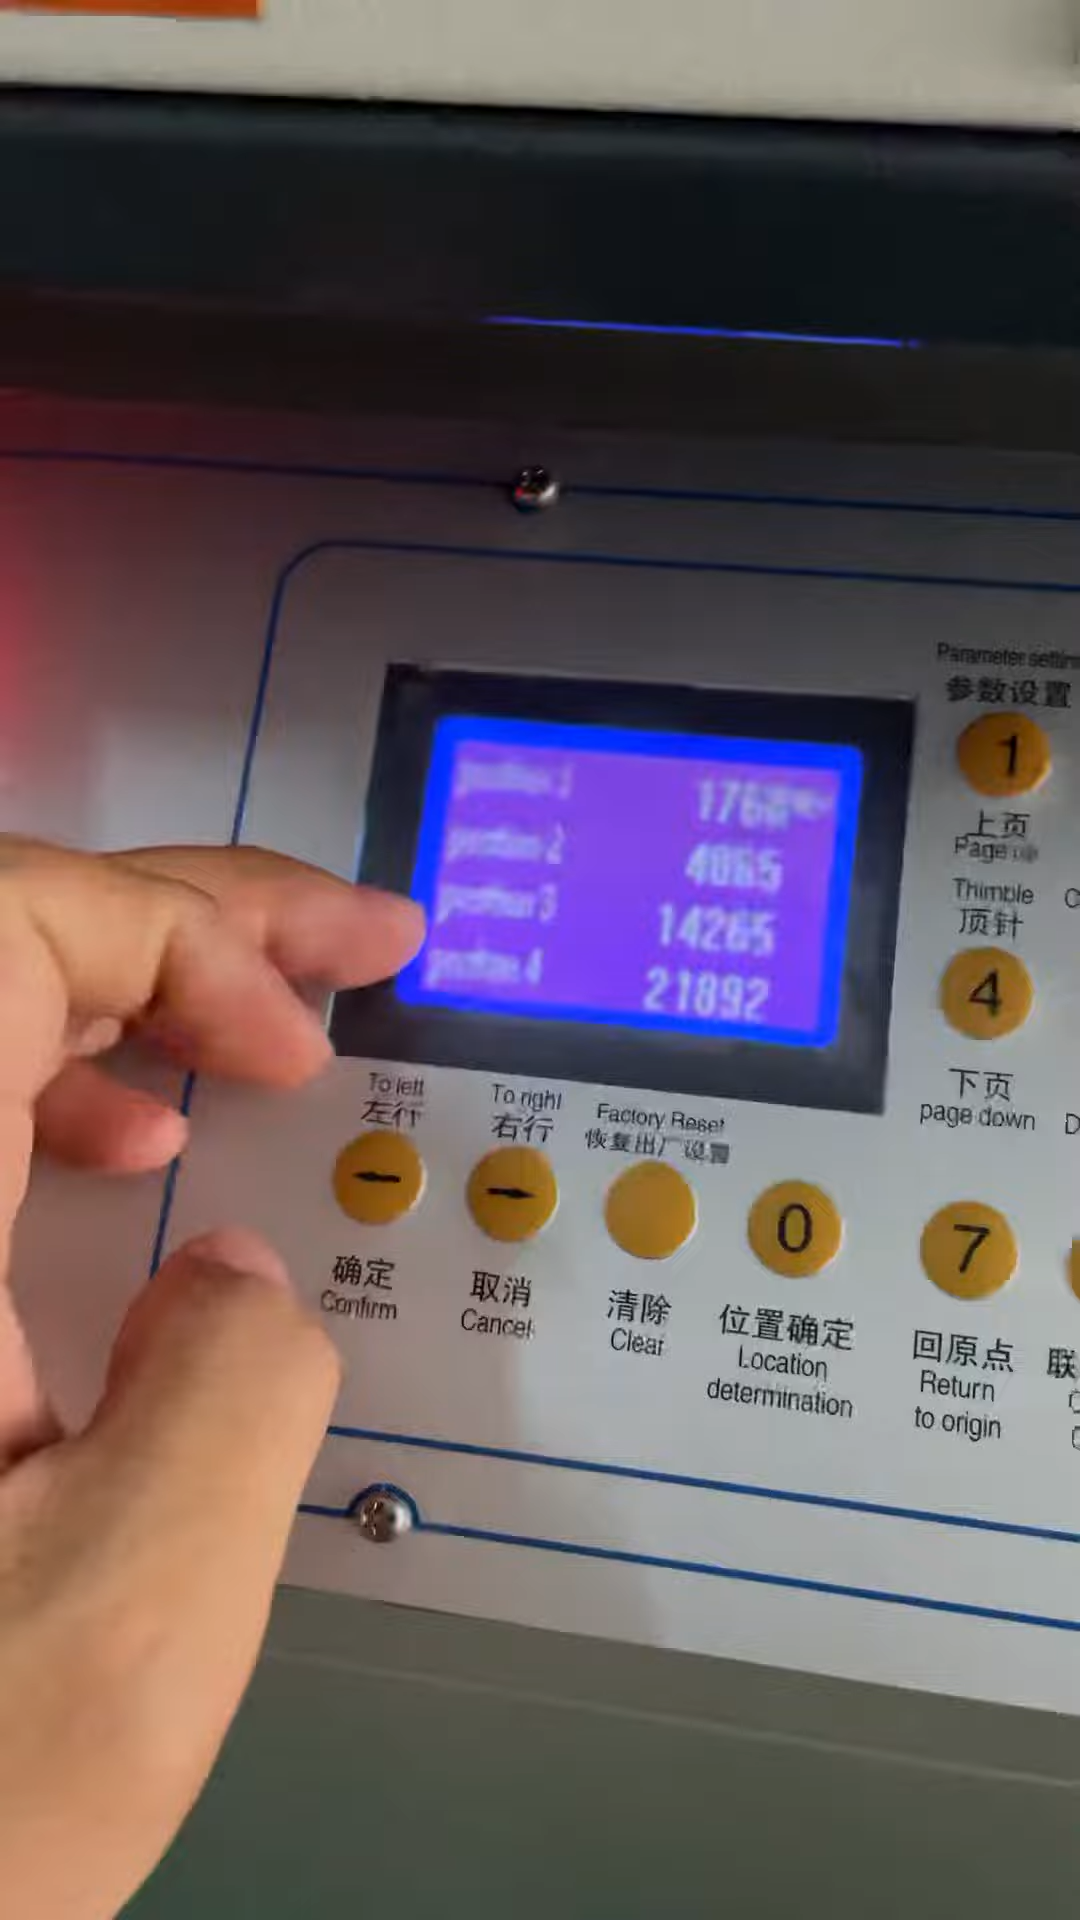 Parameter settin
参数设置
1
上页
Page up
Thimble
顶针
4
下页
page down
position 1
position 2
4065
position 3
14265
position 4
21892
To left
左行
To right
右行
Factory Reset
恢复出厂设置
←
→
0
7
确定
Confirm
取消
Cancel
清除
Clear
位置确定
Location
determination
回原点
Return
to origin
联